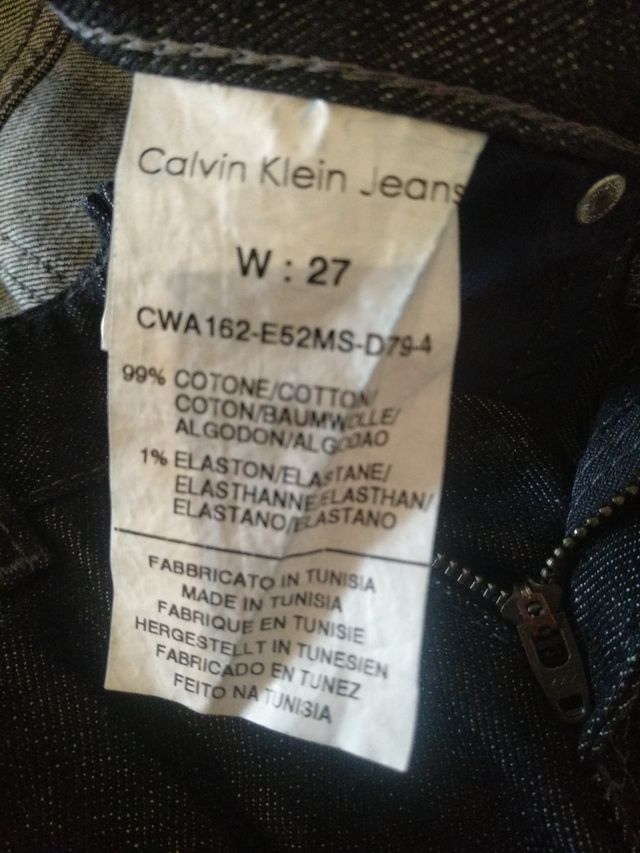 Calvin Klein Jeans
W : 27
CWA162-E52MS-D79-4
99% COTONE/COTTON/
COTON/BAUMWOLLE/
ALGODON/ALGODAO
1% ELASTON/ELASTANE/
ELASTHANNE/ELASTHAN/
ELASTANO/ELASTANO
FABBRICATO IN TUNISIA
MADE IN TUNISIA
FABRIQUE EN TUNISIE
HERGESTELLT IN TUNESIEN
FABRICADO EN TUNEZ
FEITO NA TUNISIA